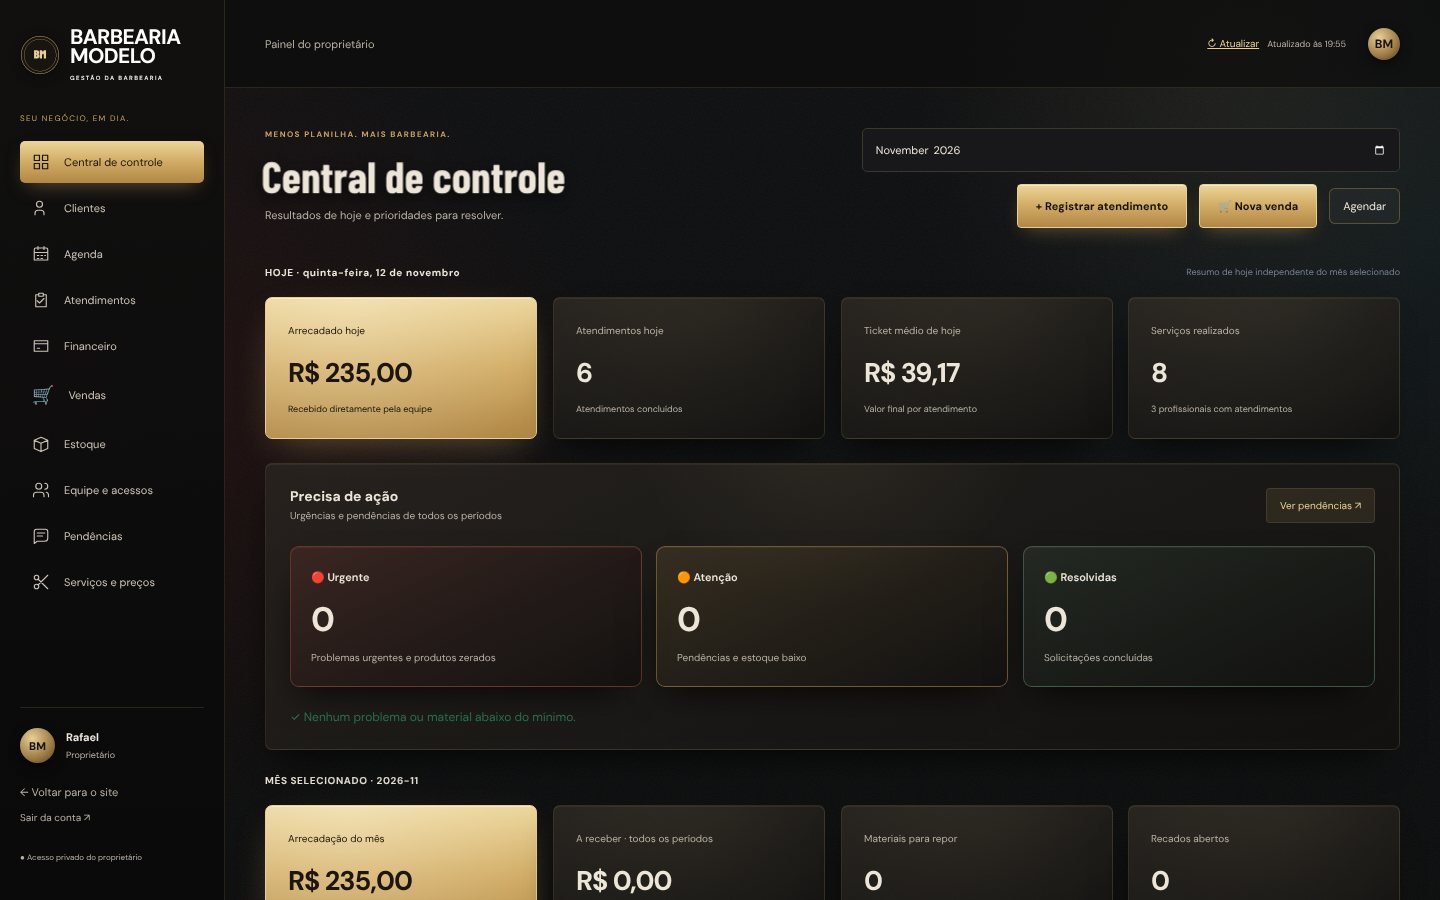 BM
BARBEARIA
MODELO
GESTÃO DA BARBEARIA
SEU NEGÓCIO, EM DIA.
Central de controle
Clientes
Agenda
Atendimentos
Financeiro
Vendas
Estoque
Equipe e acessos
Pendências
Serviços e preços
BM
Rafael
Proprietário
← Voltar para o site
Sair da conta ↗
● Acesso privado do proprietário
Painel do proprietário
↻ Atualizar
Atualizado às 19:55
BM
MENOS PLANILHA. MAIS BARBEARIA.
Central de controle
Resultados de hoje e prioridades para resolver.
November 2026
+ Registrar atendimento
🛒 Nova venda
Agendar
HOJE · quinta-feira, 12 de novembro
Resumo de hoje independente do mês selecionado
Arrecadado hoje
R$ 235,00
Recebido diretamente pela equipe
Atendimentos hoje
6
Atendimentos concluídos
Ticket médio de hoje
R$ 39,17
Valor final por atendimento
Serviços realizados
8
3 profissionais com atendimentos
Precisa de ação
Urgências e pendências de todos os períodos
Ver pendências ↗
🔴 Urgente
0
Problemas urgentes e produtos zerados
🟠 Atenção
0
Pendências e estoque baixo
🟢 Resolvidas
0
Solicitações concluídas
✓ Nenhum problema ou material abaixo do mínimo.
MÊS SELECIONADO · 2026-11
Arrecadação do mês
R$ 235,00
A receber · todos os períodos
R$ 0,00
Materiais para repor
0
Recados abertos
0